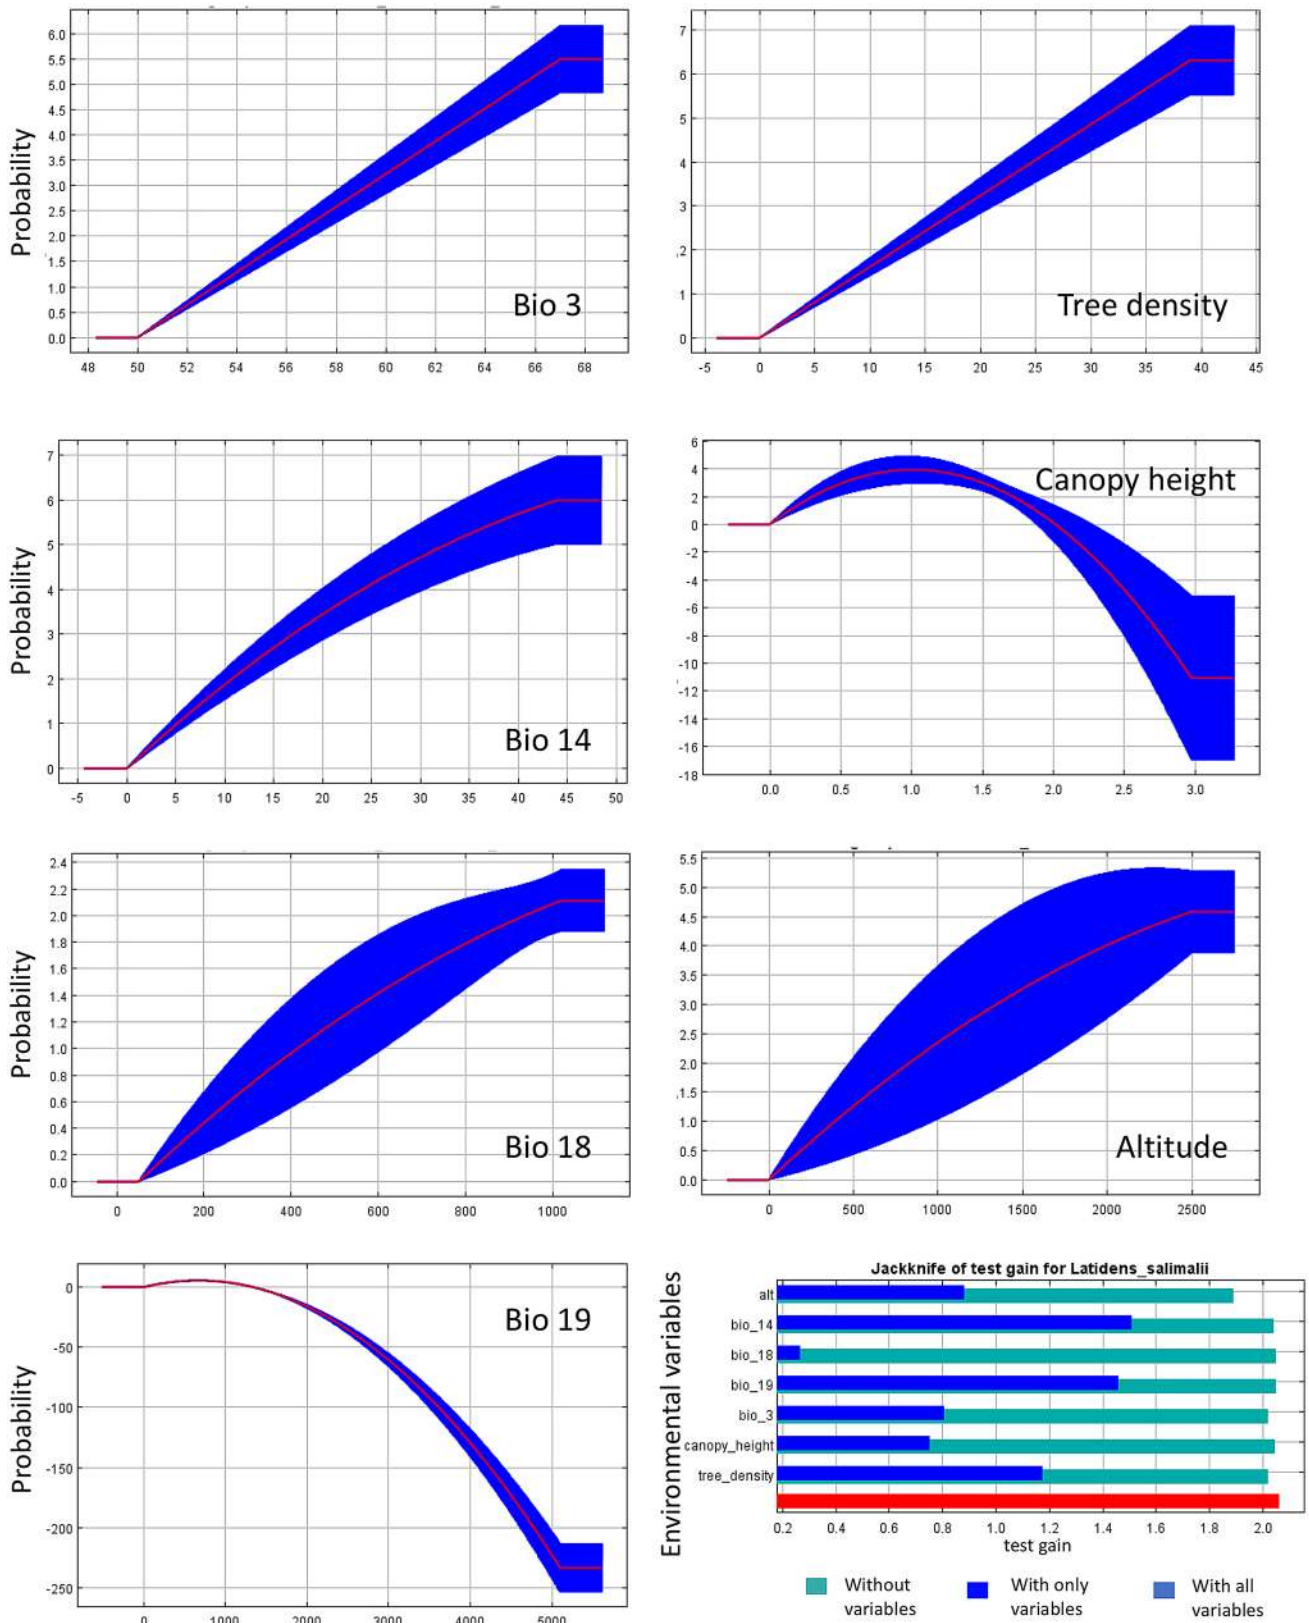 6.0
5.5
5.0
4.5
4.0
3.5
3.0
2.5
2.0
1.5
1.0
0.5
0.0
Probability
Bio 3
48 50 52 54 56 58 60 62 64 66 68
7
6
5
4
3
2
1
0
Tree density
-5 0 5 10 15 20 25 30 35 40 45
7
6
5
4
3
2
1
0
Probability
Bio 14
-5 0 5 10 15 20 25 30 35 40 45 50
6
4
2
0
-2
-4
-6
-8
-10
-12
-14
-16
-18
Canopy height
0.0 0.5 1.0 1.5 2.0 2.5 3.0
2.4
2.2
2.0
1.8
1.6
1.4
1.2
1.0
0.8
0.6
0.4
0.2
0.0
Probability
Bio 18
0 200 400 600 800 1000
5.5
5.0
4.5
4.0
3.5
3.0
2.5
2.0
1.5
1.0
0.5
0.0
Altitude
0 500 1000 1500 2000 2500
0
-50
-100
-150
-200
-250
Probability
Bio 19
0 1000 2000 3000 4000 5000
Jackknife of test gain for Latidens_salimalii
Environmental variables
alt
bio_14
bio_18
bio_19
bio_3
canopy_height
tree_density
0.2 0.4 0.6 0.8 1.0 1.2 1.4 1.6 1.8 2.0
test gain
Without variables
With only variables
With all variables